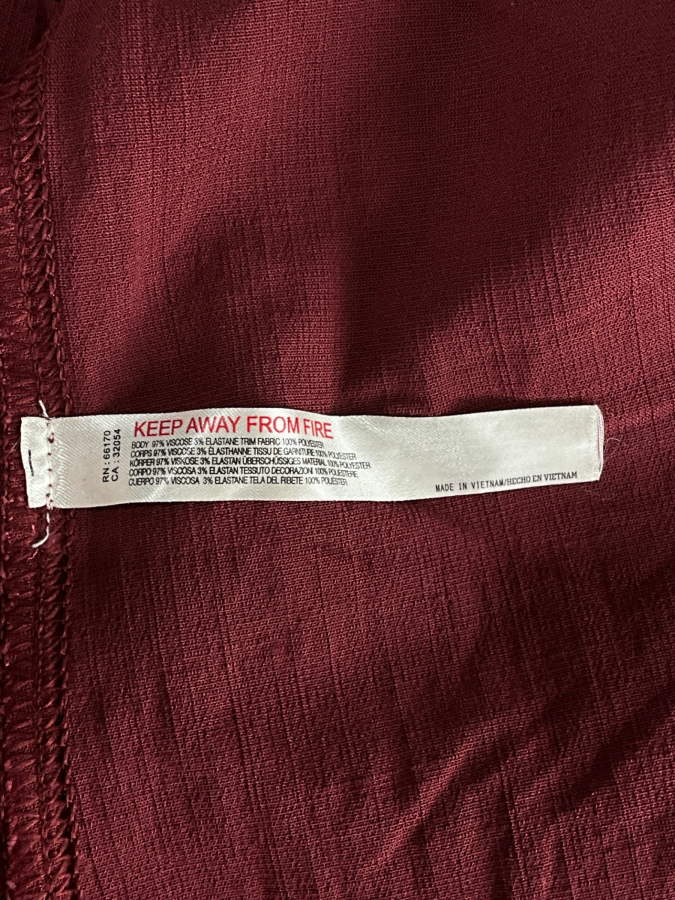 RN : 66170
CA : 32054
KEEP AWAY FROM FIRE
BODY 97% VISCOSE 3% ELASTANE TRIM FABRIC 100% POLYESTER
CORPS 97% VISCOSE 3% ÉLASTHANNE TISSU DE GARNITURE 100% POLYESTER
KÖRPER 97% VISKOSE 3% ELASTAN ÜBERSCHÜSSIGES MATERIAL 100% POLYESTER
CORPO 97% VISCOSA 3% ELASTAN TESSUTO DECORAZIONI 100% POLIESTERE
CUERPO 97% VISCOSA 3% ELASTANE TELA DEL RIBETE 100% POLIÉSTER
MADE IN VIETNAM/HECHO EN VIETNAM